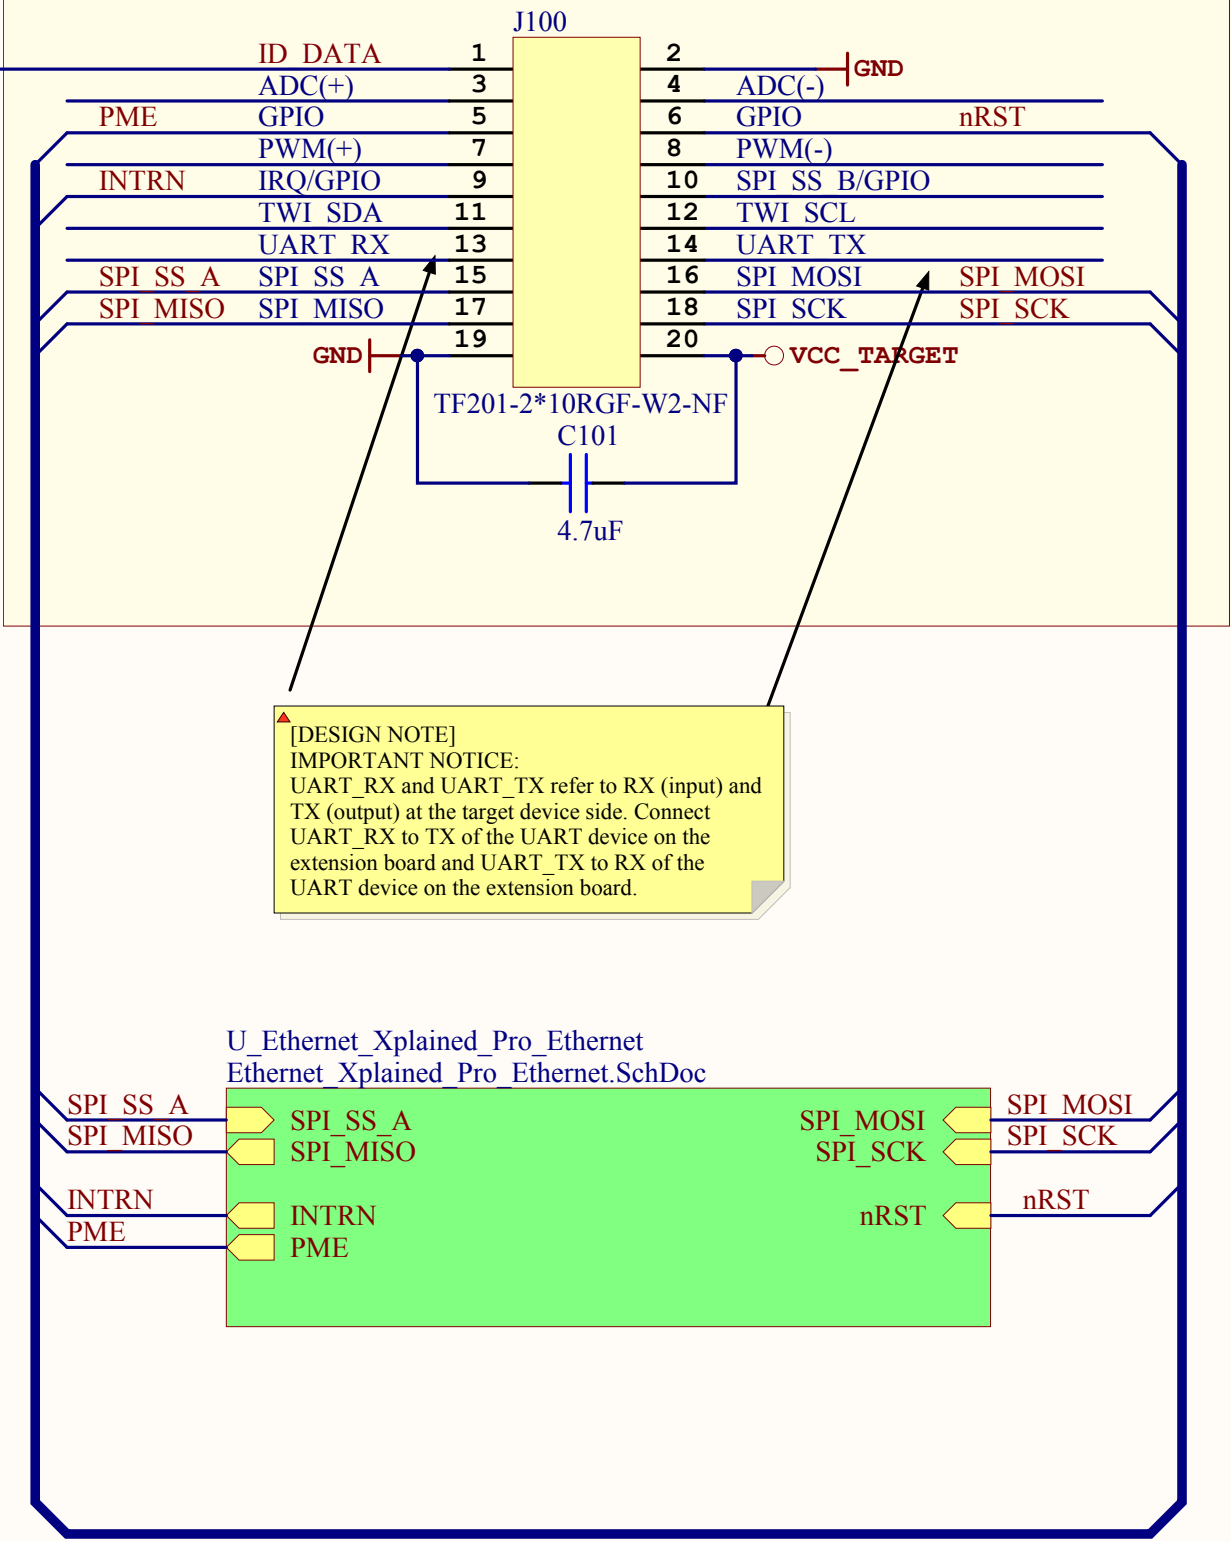 J100
ID_DATA 1 2 GND
ADC(+) 3 4 ADC(-)
PME GPIO 5 6 GPIO nRST
PWM(+) 7 8 PWM(-)
INTRN IRQ/GPIO 9 10 SPI_SS_B/GPIO
TWI_SDA 11 12 TWI_SCL
UART_RX 13 14 UART_TX
SPI_SS_A SPI_SS_A 15 16 SPI_MOSI SPI_MOSI
SPI_MISO SPI_MISO 17 18 SPI_SCK SPI_SCK
GND 19 20 VCC_TARGET
TF201-2*10RGF-W2-NF
C101
4.7uF
[DESIGN NOTE]
IMPORTANT NOTICE:
UART_RX and UART_TX refer to RX (input) and
TX (output) at the target device side. Connect
UART_RX to TX of the UART device on the
extension board and UART_TX to RX of the
UART device on the extension board.
U_Ethernet_Xplained_Pro_Ethernet
Ethernet_Xplained_Pro_Ethernet.SchDoc
SPI_SS_A SPI_SS_A SPI_MOSI SPI_MOSI
SPI_MISO SPI_MISO SPI_SCK SPI_SCK
INTRN INTRN nRST nRST
PME PME